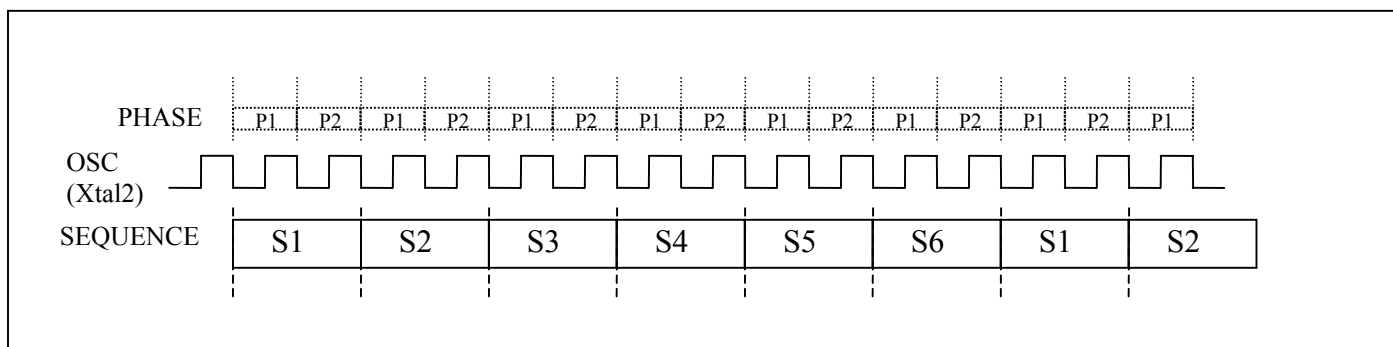 PHASE P1 P2 P1 P2 P1 P2 P1 P2 P1 P2 P1 P2 P1 P2 P1
OSC
(Xtal2)
SEQUENCE S1 S2 S3 S4 S5 S6 S1 S2